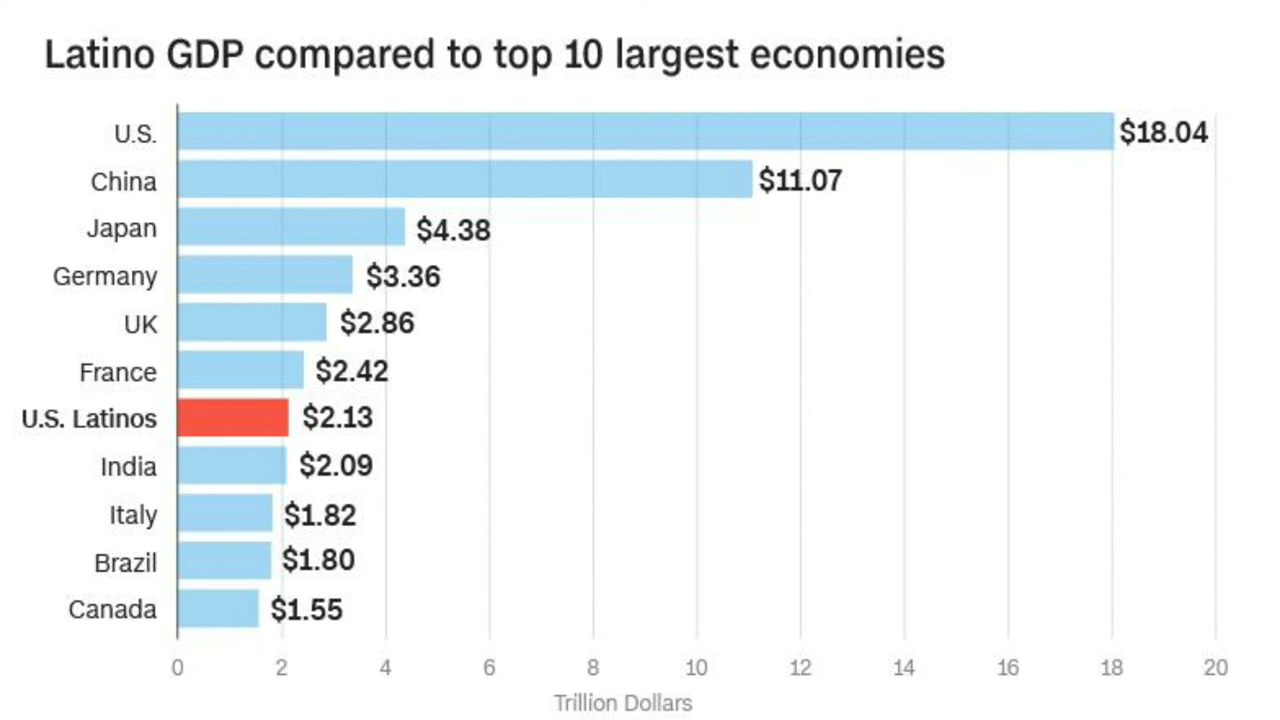 Latino GDP compared to top 10 largest economies
U.S. $18.04
China $11.07
Japan $4.38
Germany $3.36
UK $2.86
France $2.42
U.S. Latinos $2.13
India $2.09
Italy $1.82
Brazil $1.80
Canada $1.55
0 2 4 6 8 10 12 14 16 18 20
Trillion Dollars